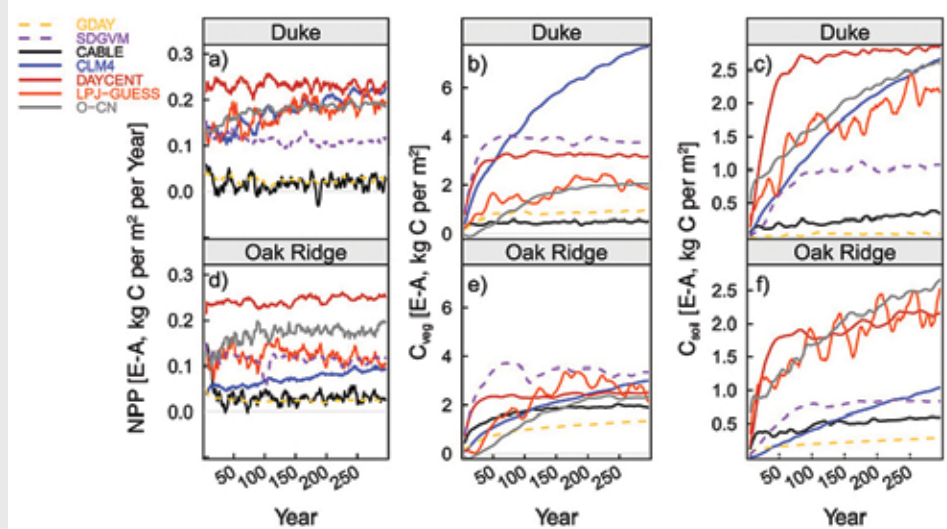 GDAY
SDGVM
CABLE
CLM4
DAYCENT
LPJ-GUESS
O-CN
Duke
Duke
Duke
a)
b)
c)
0.3
0.2
0.1
0.0
6
4
2
0
2.5
2.0
1.5
1.0
0.5
NPP [E-A, kg C per m² per Year]
Cveg [E-A, kg C per m²]
Csoil [E-A, kg C per m²]
Oak Ridge
Oak Ridge
Oak Ridge
d)
e)
f)
0.3
0.2
0.1
0.0
6
4
2
0
2.5
2.0
1.5
1.0
0.5
50 100 150 200 250
50 100 150 200 250
50 100 150 200 250
Year
Year
Year